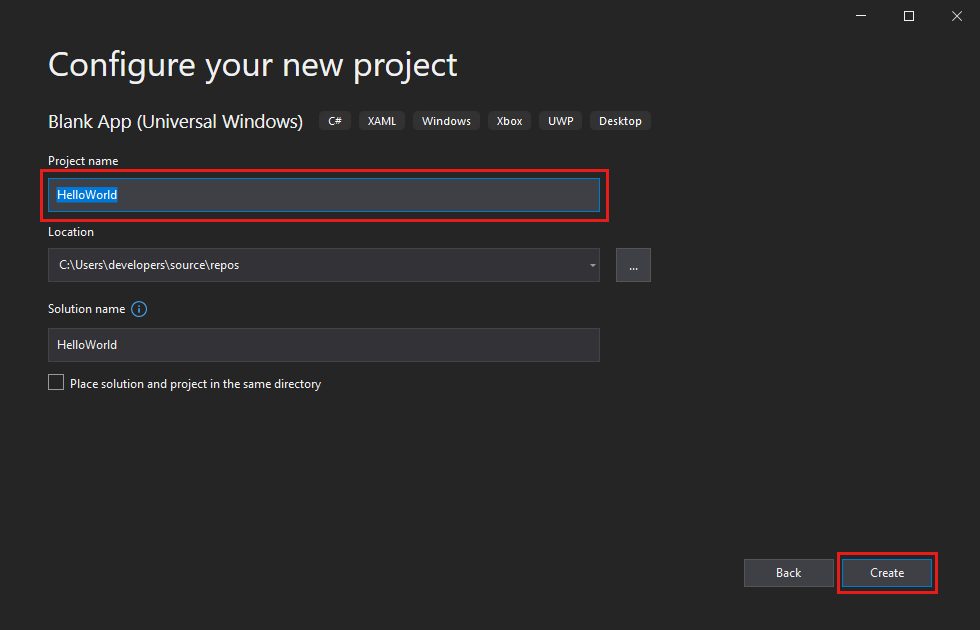 Configure your new project
Blank App (Universal Windows) C# XAML Windows Xbox UWP Desktop
Project name
HelloWorld
Location
C:\Users\developers\source\repos ...
Solution name
HelloWorld
Place solution and project in the same directory
Back Create